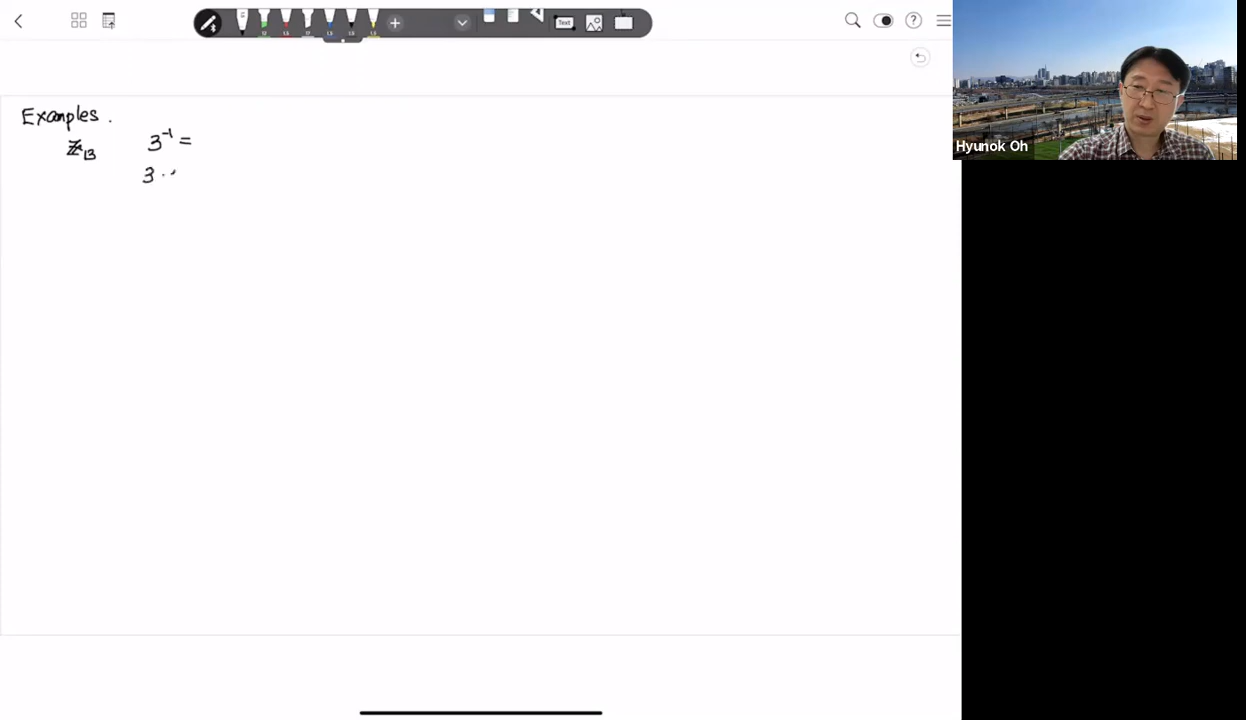 Text
Examples.
ℤ₁₃ 3⁻¹ =
3 ·
Hyunok Oh